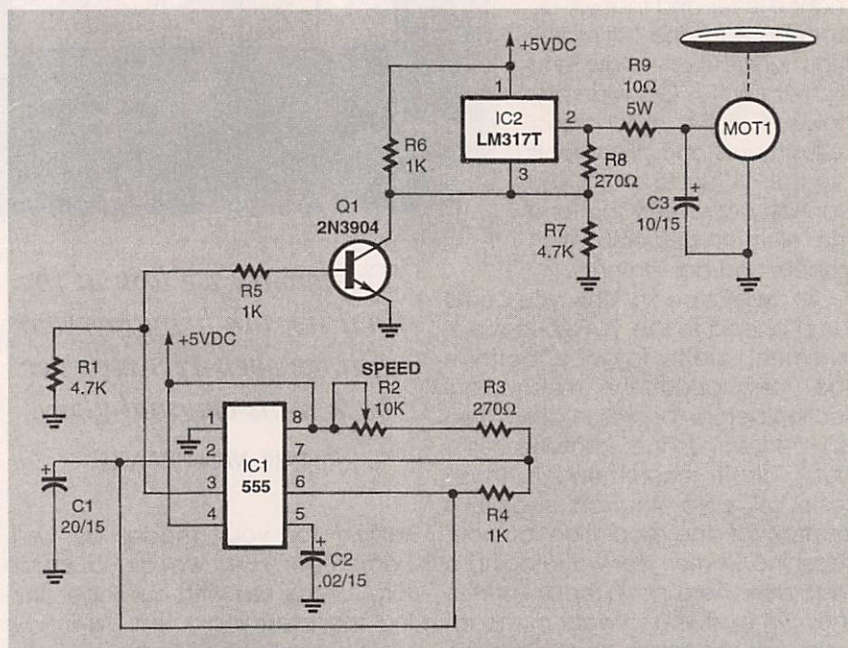 +5VDC
R9
10Ω
5W
1
IC2
LM317T
2
MOT1
R6
1K
3
R8
270Ω
Q1
2N3904
C3
+
10/15
R7
4.7K
R5
1K
+5VDC
SPEED
R1
4.7K
R2
10K
R3
270Ω
1
8
2
7
IC1
555
3
6
4
5
R4
1K
+
C1
20/15
+
C2
.02/15